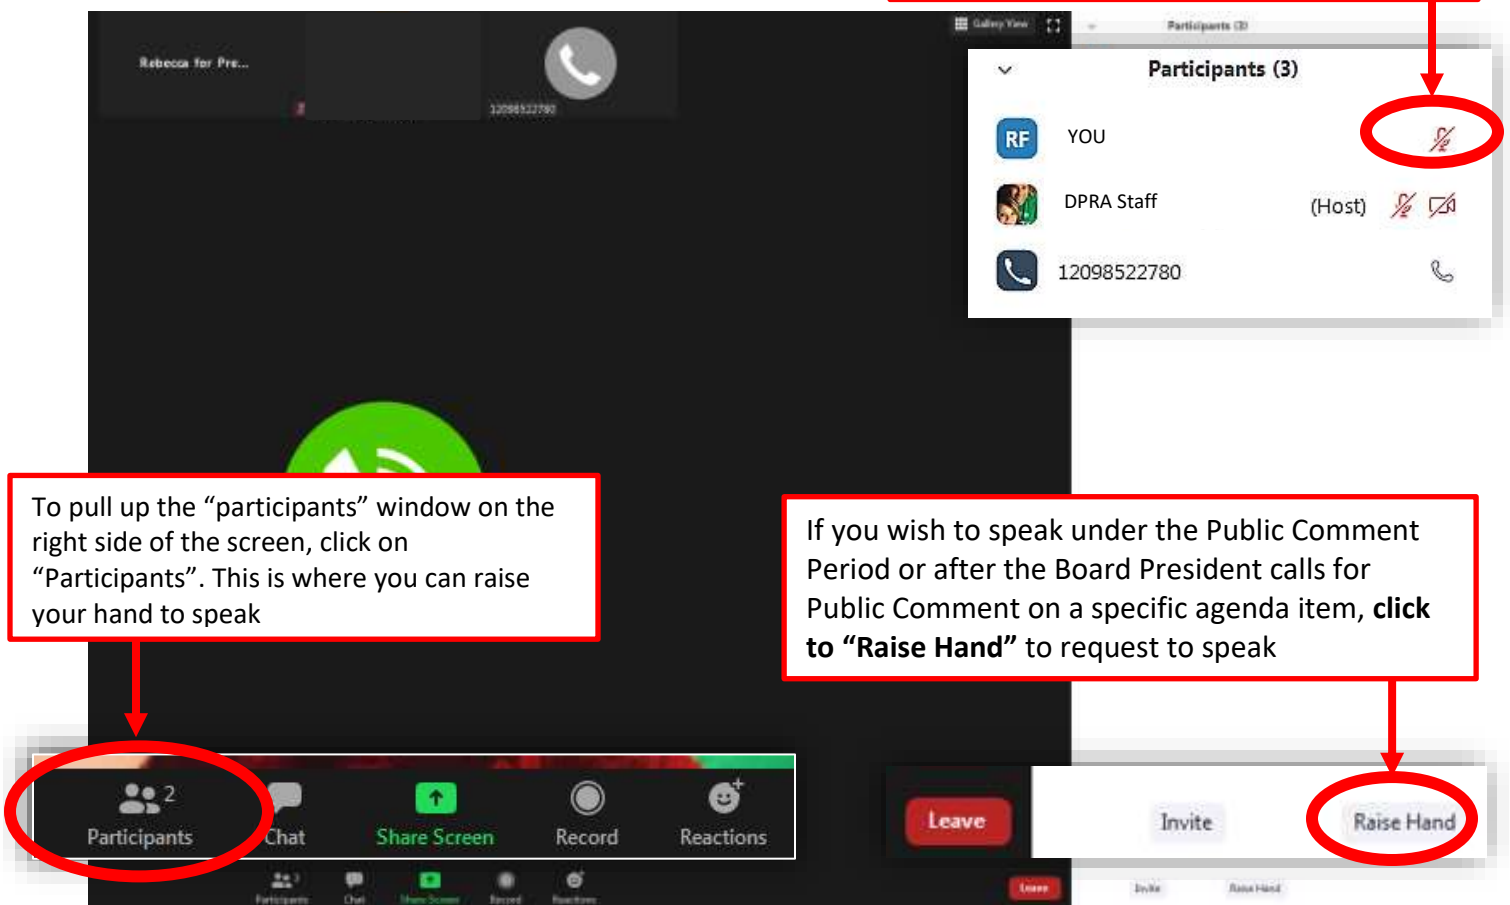 Gallery View
Participants (3)
Rebecca for Pre...
12098522780
Participants (3)
RF
YOU
DPRA Staff
(Host)
12098522780
To pull up the “participants” window on the
right side of the screen, click on
“Participants”. This is where you can raise
your hand to speak
If you wish to speak under the Public Comment
Period or after the Board President calls for
Public Comment on a specific agenda item, click
to “Raise Hand” to request to speak
2
Participants
Chat
Share Screen
Record
Reactions
Leave
Invite
Raise Hand
Participants
Chat
Share Screen
Record
Reactions
Leave
Invite
Raise Hand